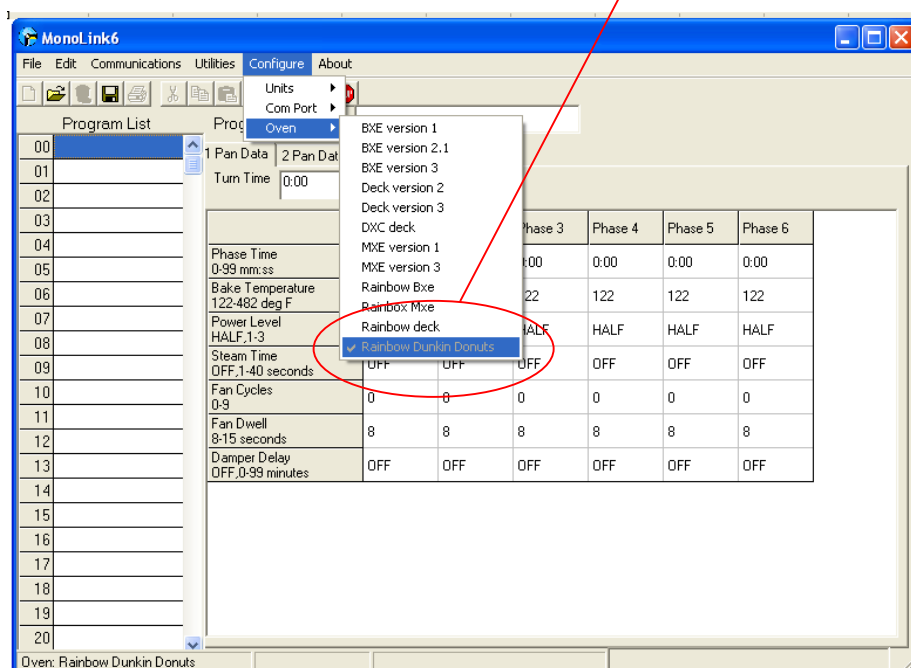 MonoLink6
File Edit Communications Utilities Configure About
Units
Com Port
Oven
BXE version 1
BXE version 2.1
BXE version 3
Deck version 2
Deck version 3
DXC deck
MXE version 1
MXE version 3
Rainbow Bxe
Rainbox Mxe
Rainbow deck
Rainbow Dunkin Donuts
Program List
00
01
02
03
04
05
06
07
08
09
10
11
12
13
14
15
16
17
18
19
20
1 Pan Data 2 Pan Dat
Turn Time 0:00
Phase 3 Phase 4 Phase 5 Phase 6
Phase Time
0-99 mm:ss
:00 0:00 0:00 0:00
Bake Temperature
122-482 deg F
22 122 122 122
Power Level
HALF,1-3
HALF HALF HALF HALF
Steam Time
OFF,1-40 seconds
OFF OFF OFF OFF OFF OFF
Fan Cycles
0-9
0 0 0 0 0 0
Fan Dwell
8-15 seconds
8 8 8 8 8 8
Damper Delay
OFF,0-99 minutes
OFF OFF OFF OFF OFF OFF
Oven: Rainbow Dunkin Donuts